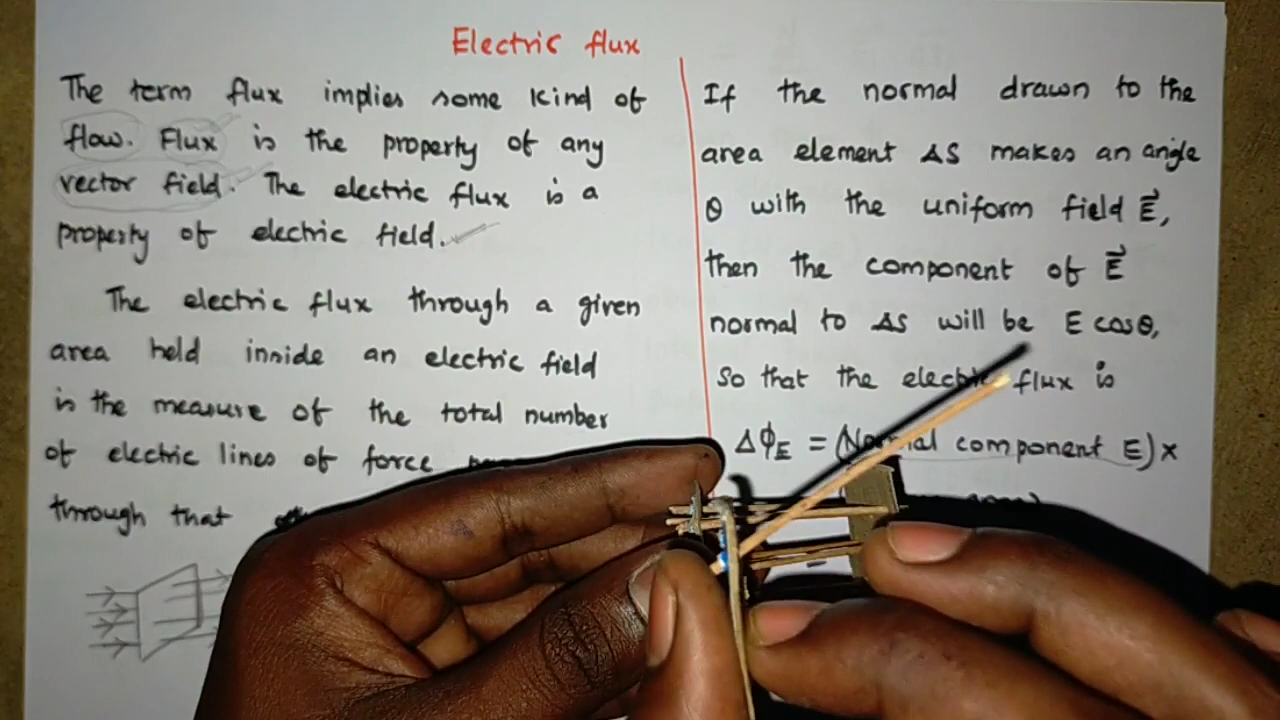 Electric flux
The term flux implies some kind of
flow. Flux is the property of any
vector field. The electric flux is a
property of electric field.
The electric flux through a given
area held inside an electric field
is the measure of the total number
of electric lines of force
through that
If the normal drawn to the
area element ΔS makes an angle
θ with the uniform field E⃗,
then the component of E⃗
normal to ΔS will be E cosθ,
So that the electric flux is
Δϕ_E = (Normal component E) ×